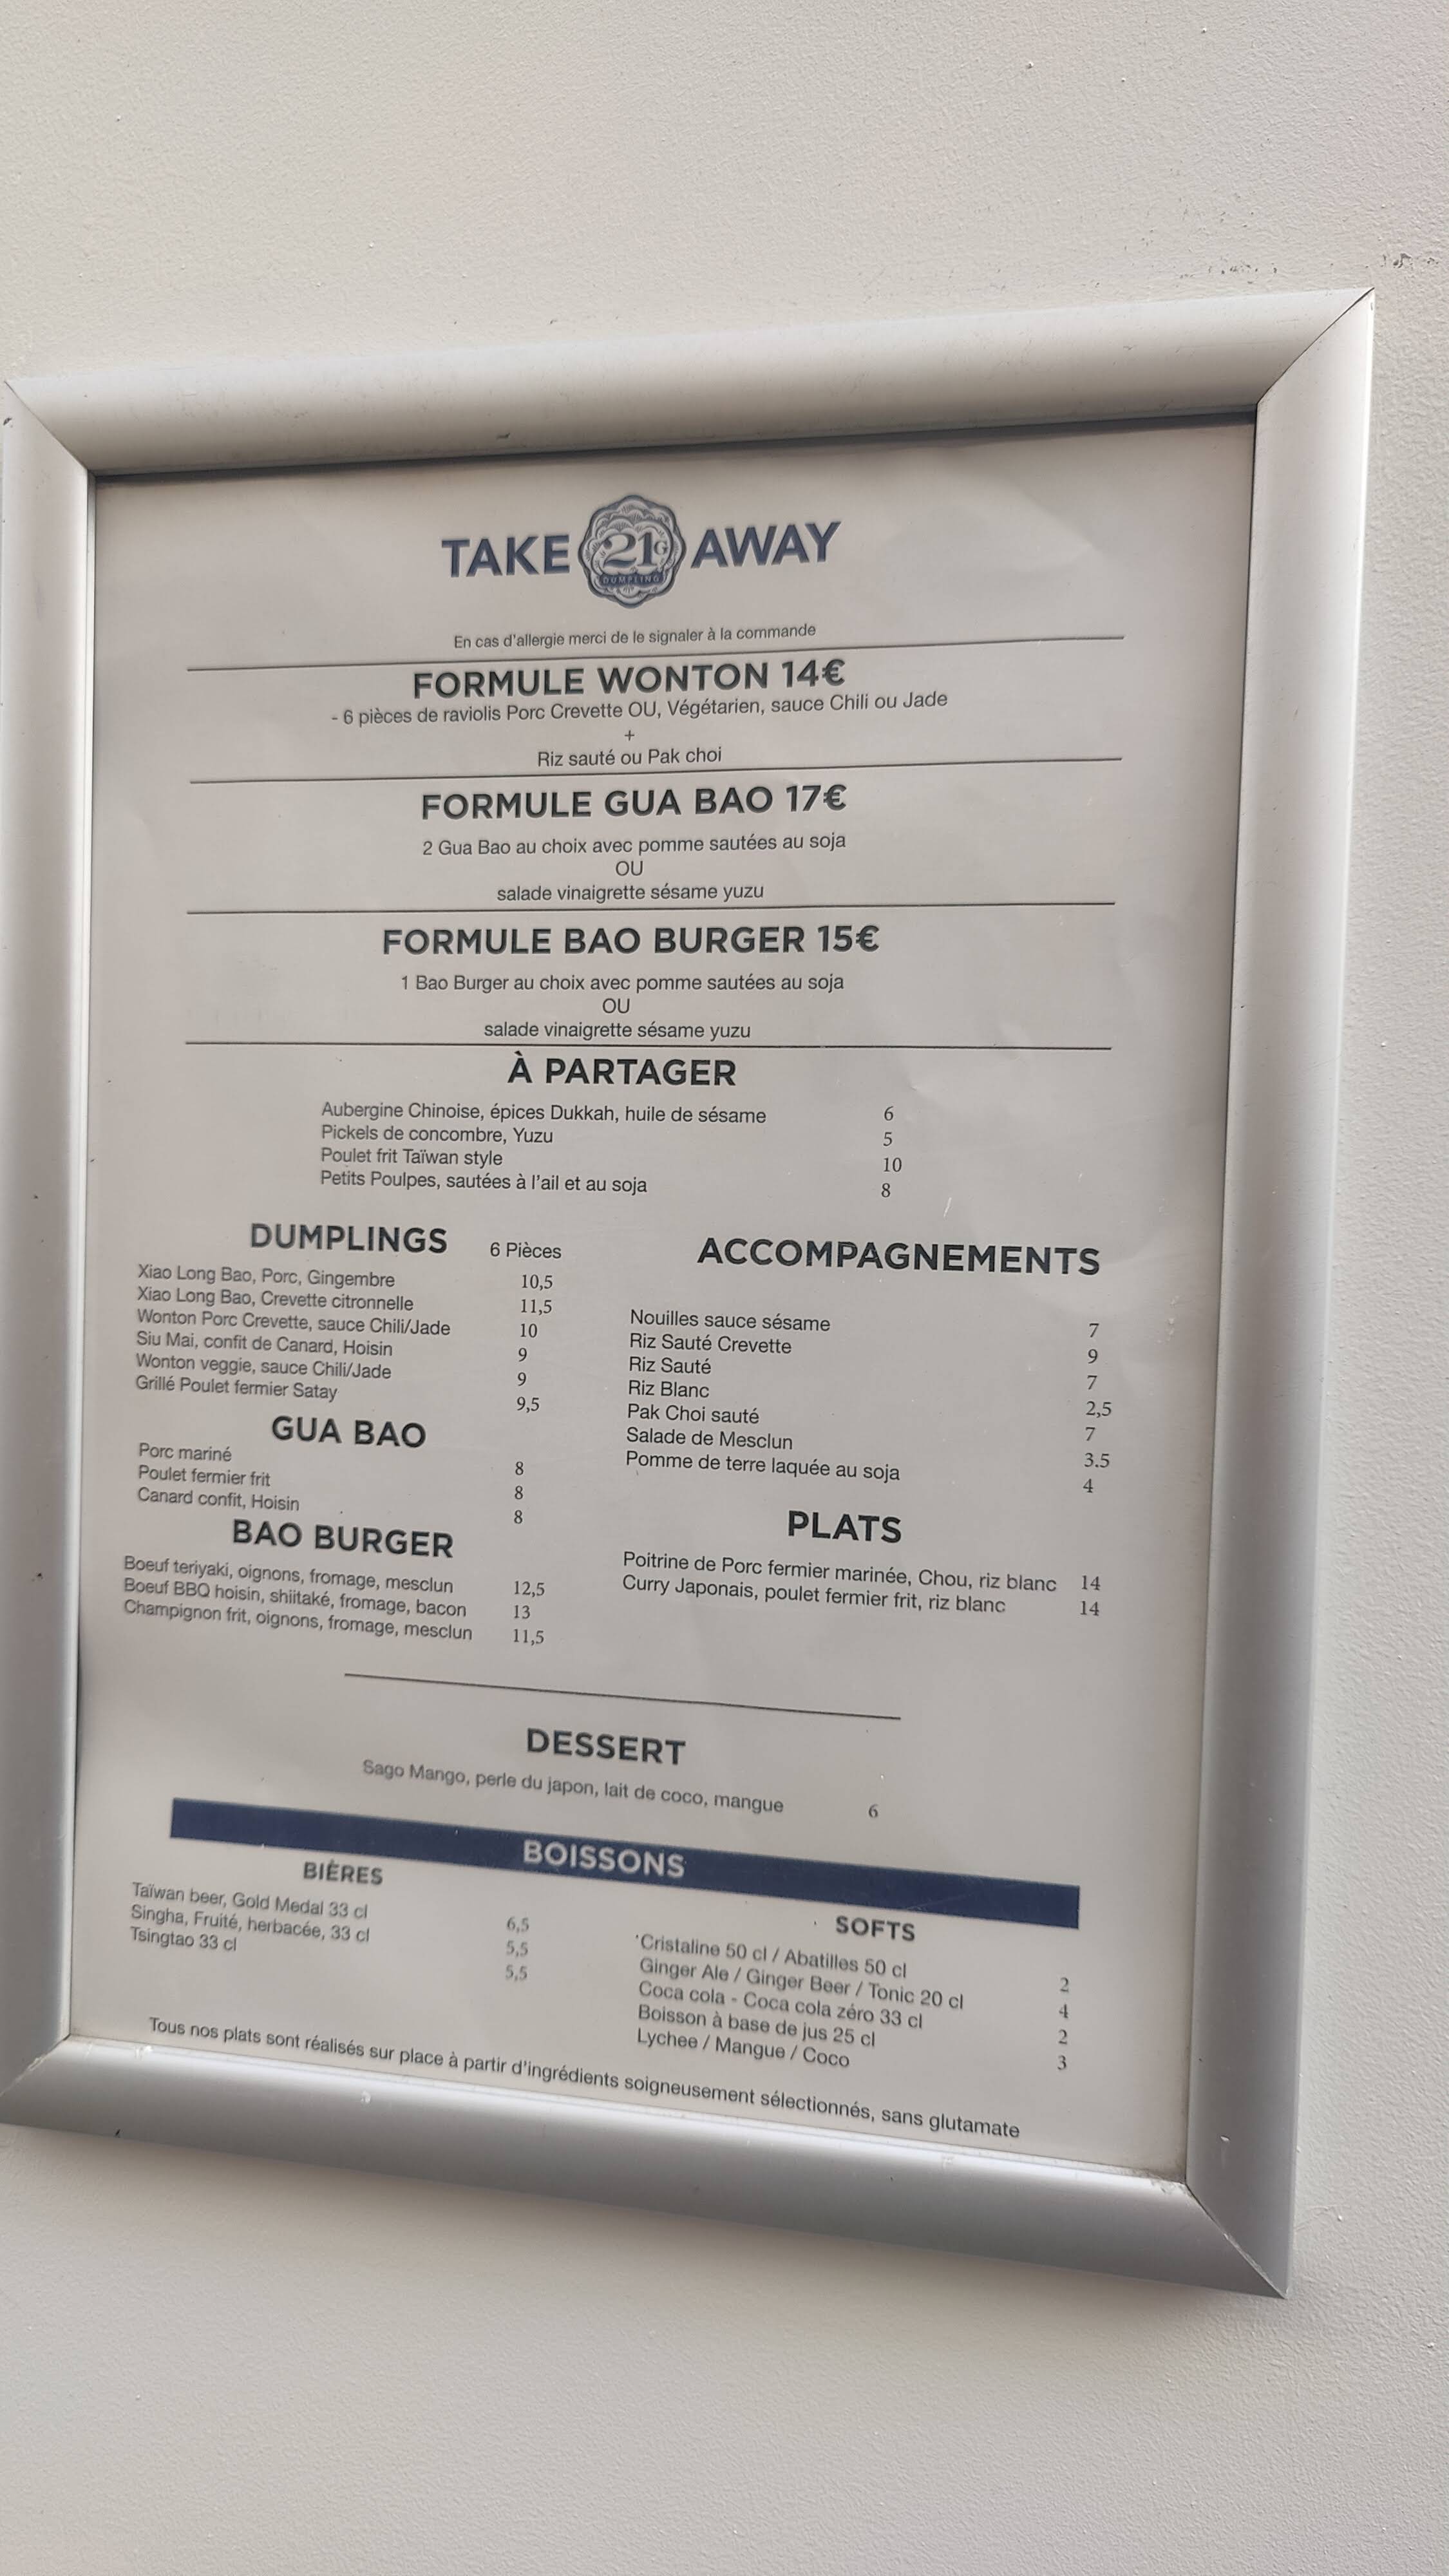 TAKE 21G DUMPLING AWAY
En cas d'allergie merci de le signaler à la commande
FORMULE WONTON 14€
- 6 pièces de raviolis Porc Crevette OU, Végétarien, sauce Chili ou Jade
+
Riz sauté ou Pak choi
FORMULE GUA BAO 17€
2 Gua Bao au choix avec pomme sautées au soja
OU
salade vinaigrette sésame yuzu
FORMULE BAO BURGER 15€
1 Bao Burger au choix avec pomme sautées au soja
OU
salade vinaigrette sésame yuzu
À PARTAGER
Aubergine Chinoise, épices Dukkah, huile de sésame 6
Pickels de concombre, Yuzu 5
Poulet frit Taïwan style 10
Petits Poulpes, sautées à l'ail et au soja 8
DUMPLINGS 6 Pièces
Xiao Long Bao, Porc, Gingembre 10,5
Xiao Long Bao, Crevette citronnelle 11,5
Wonton Porc Crevette, sauce Chili/Jade 10
Siu Mai, confit de Canard, Hoisin 9
Wonton veggie, sauce Chili/Jade 9
Grillé Poulet fermier Satay 9,5
GUA BAO
Porc mariné 8
Poulet fermier frit 8
Canard confit, Hoisin 8
BAO BURGER
Boeuf teriyaki, oignons, fromage, mesclun 12,5
Boeuf BBQ hoisin, shiitaké, fromage, bacon 13
Champignon frit, oignons, fromage, mesclun 11,5
ACCOMPAGNEMENTS
Nouilles sauce sésame 7
Riz Sauté Crevette 9
Riz Sauté 7
Riz Blanc 2,5
Pak Choi sauté 7
Salade de Mesclun 3.5
Pomme de terre laquée au soja 4
PLATS
Poitrine de Porc fermier marinée, Chou, riz blanc 14
Curry Japonais, poulet fermier frit, riz blanc 14
DESSERT
Sago Mango, perle du japon, lait de coco, mangue 6
BOISSONS
BIÈRES
Taïwan beer, Gold Medal 33 cl 6,5
Singha, Fruité, herbacée, 33 cl 5,5
Tsingtao 33 cl 5,5
SOFTS
Cristaline 50 cl / Abatilles 50 cl 2
Ginger Ale / Ginger Beer / Tonic 20 cl 4
Coca cola - Coca cola zéro 33 cl 2
Boisson à base de jus 25 cl 3
Lychee / Mangue / Coco
Tous nos plats sont réalisés sur place à partir d'ingrédients soigneusement sélectionnés, sans glutamate